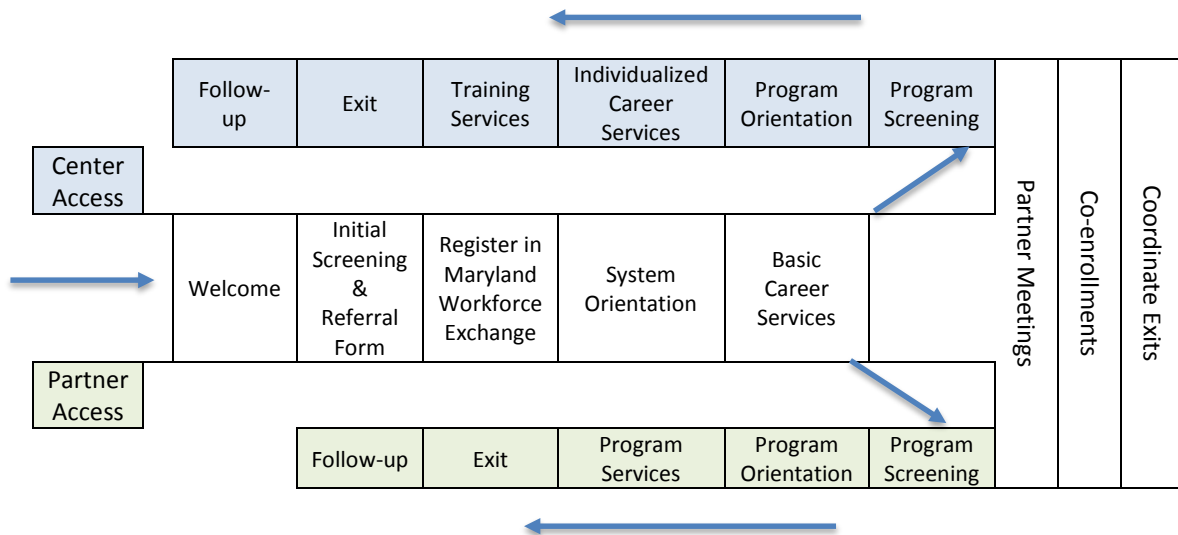 Follow-
up
Exit
Training
Services
Individualized
Career
Services
Program
Orientation
Program
Screening
Center
Access
Welcome
Initial
Screening
&
Referral
Form
Register in
Maryland
Workforce
Exchange
System
Orientation
Basic
Career
Services
Partner
Access
Follow-up
Exit
Program
Services
Program
Orientation
Program
Screening
Partner Meetings
Co-enrollments
Coordinate Exits